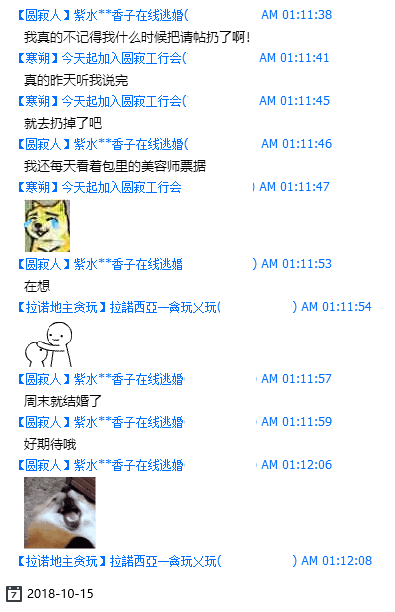 【圆寂人】紫水**香子在线逃婚( AM 01:11:38
我真的不记得我什么时候把请帖扔了啊!
【寒朔】今天起加入圆寂工行会( AM 01:11:41
真的昨天听我说完
【寒朔】今天起加入圆寂工行会( AM 01:11:45
就去扔掉了吧
【圆寂人】紫水**香子在线逃婚( AM 01:11:46
我还每天看着包里的美容师票据
【寒朔】今天起加入圆寂工行会 ) AM 01:11:47
【圆寂人】紫水**香子在线逃婚 ) AM 01:11:53
在想
【拉诺地主贪玩】拉諾西亞一貪玩乂玩( ) AM 01:11:54
【圆寂人】紫水**香子在线逃婚 AM 01:11:57
周末就结婚了
【圆寂人】紫水**香子在线逃婚 AM 01:11:59
好期待哦
【圆寂人】紫水**香子在线逃婚 AM 01:12:06
【拉诺地主贪玩】拉諾西亞一貪玩乂玩( ) AM 01:12:08
7 2018-10-15